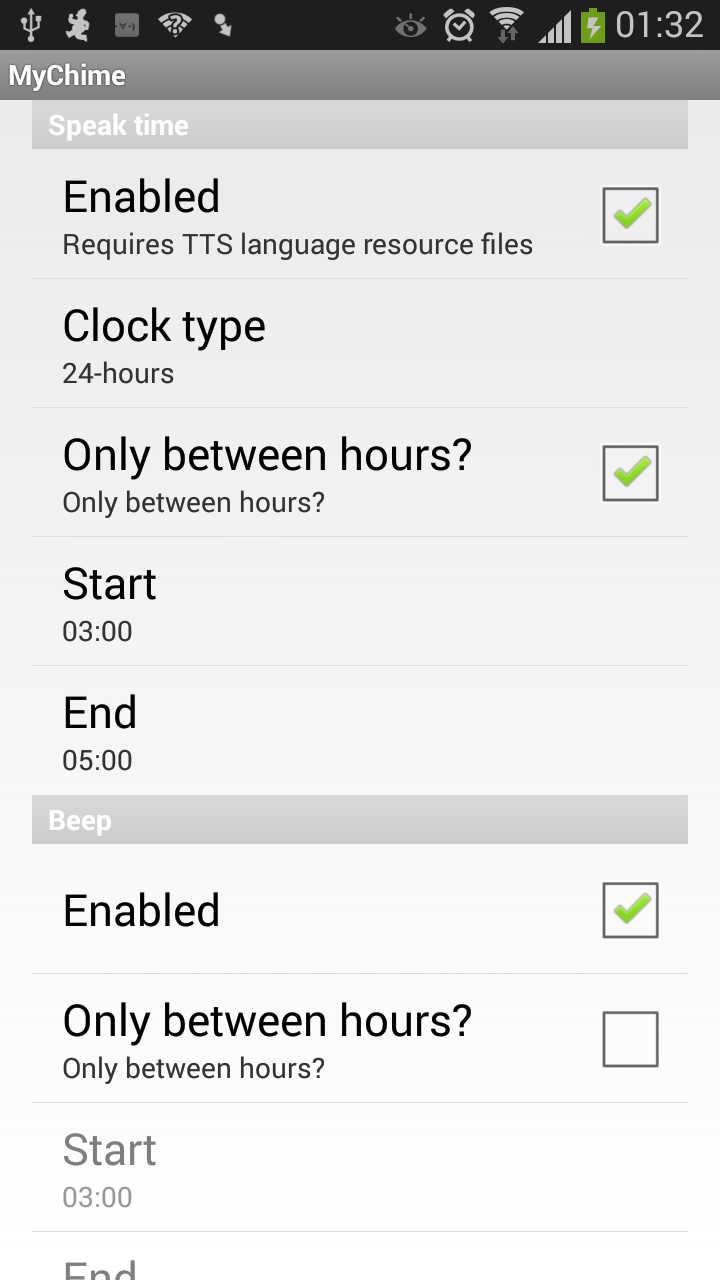 01:32
MyChime
Speak time
Enabled
Requires TTS language resource files
Clock type
24-hours
Only between hours?
Only between hours?
Start
03:00
End
05:00
Beep
Enabled
Only between hours?
Only between hours?
Start
03:00
End